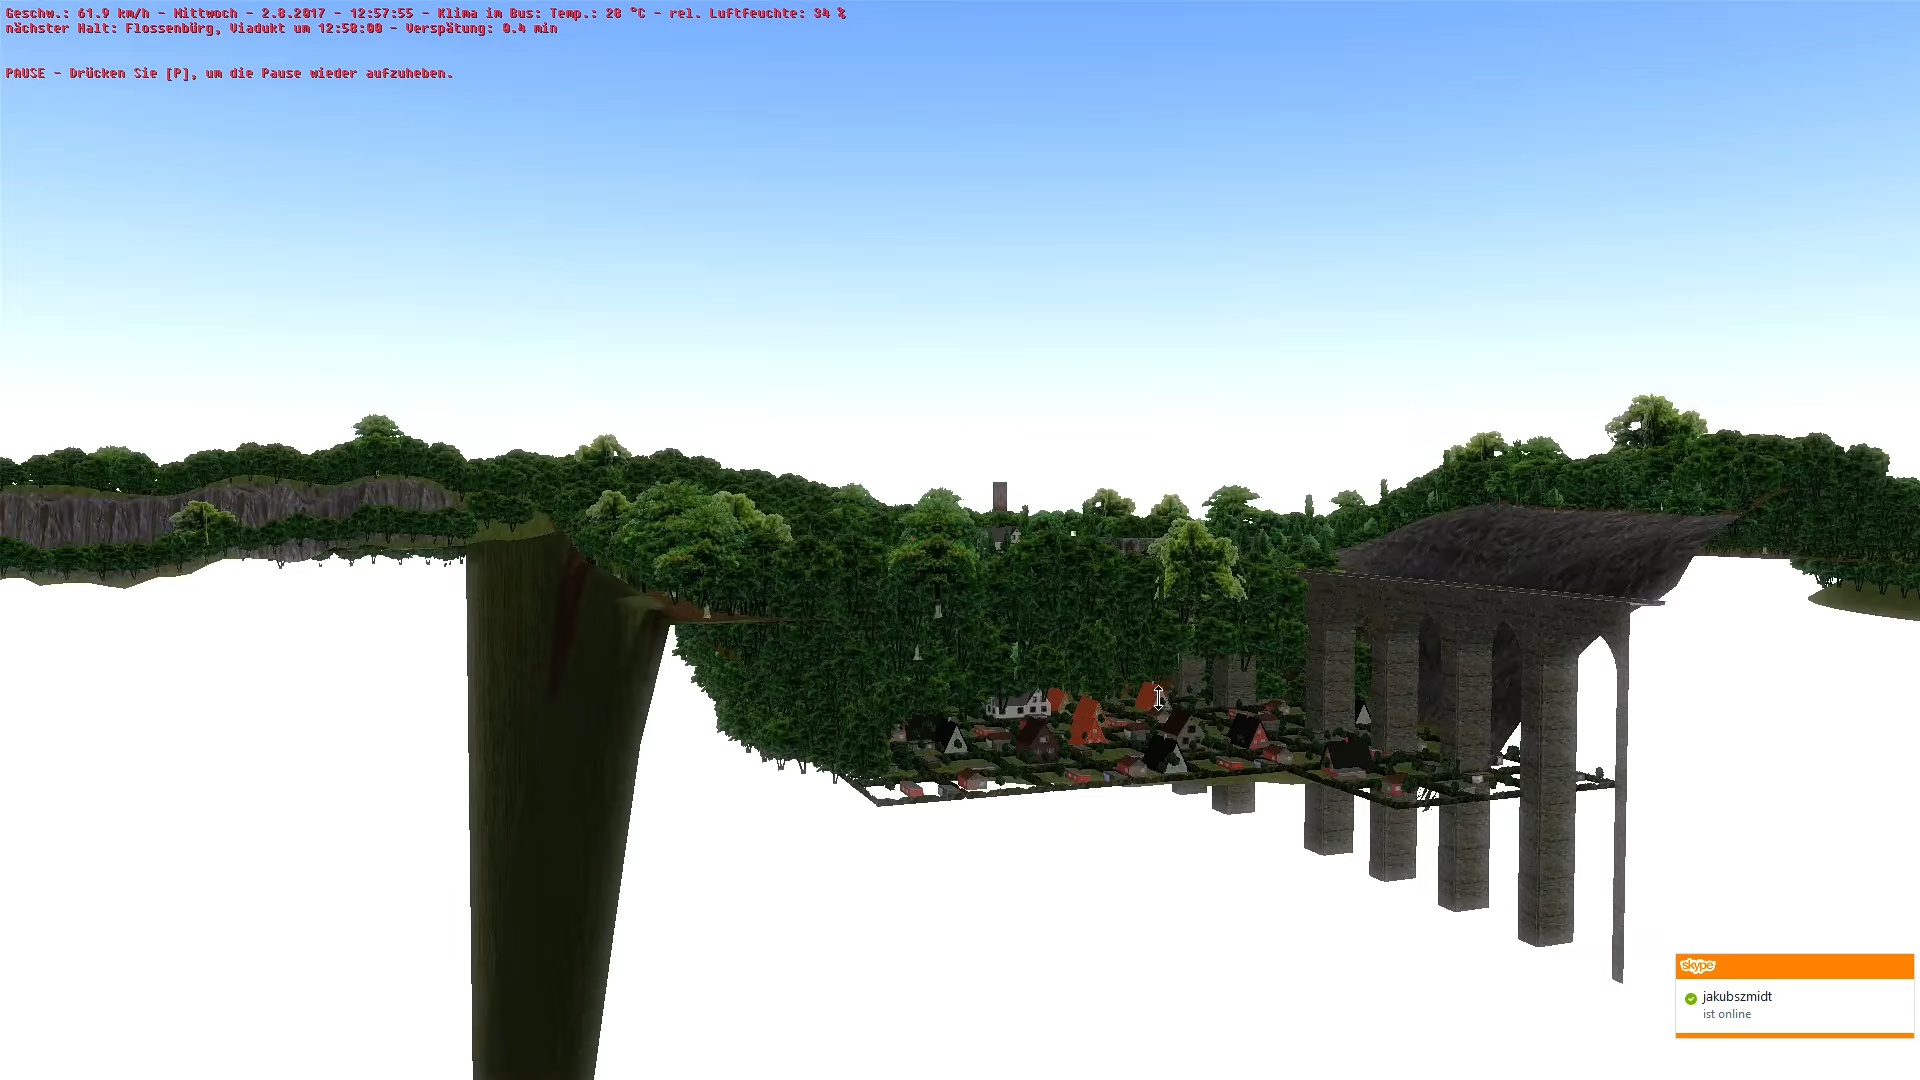 Geschw.: 61.9 km/h - Mittwoch - 2.8.2017 - 12:57:55 - Klima im Bus: Temp.: 28 °C - rel. Luftfeuchte: 34 %
nächster Halt: Flossenbürg, Viadukt um 12:58:00 - Verspätung: 0.4 min
PAUSE - Drücken Sie [P], um die Pause wieder aufzuheben.
skype
jakubszmidt
ist online